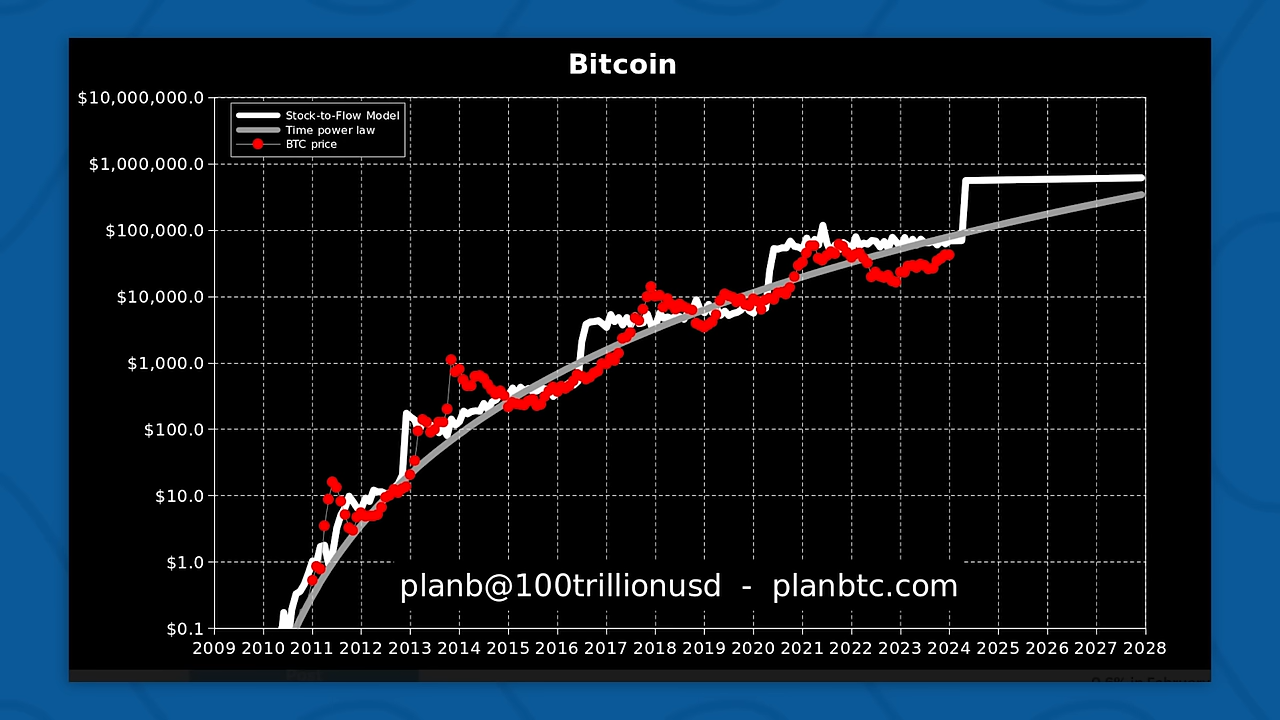 Bitcoin
$10,000,000.0
$1,000,000.0
$100,000.0
$10,000.0
$1,000.0
$100.0
$10.0
$1.0
$0.1
Stock-to-Flow Model
Time power law
BTC price
planb@100trillionusd - planbtc.com
2009 2010 2011 2012 2013 2014 2015 2016 2017 2018 2019 2020 2021 2022 2023 2024 2025 2026 2027 2028